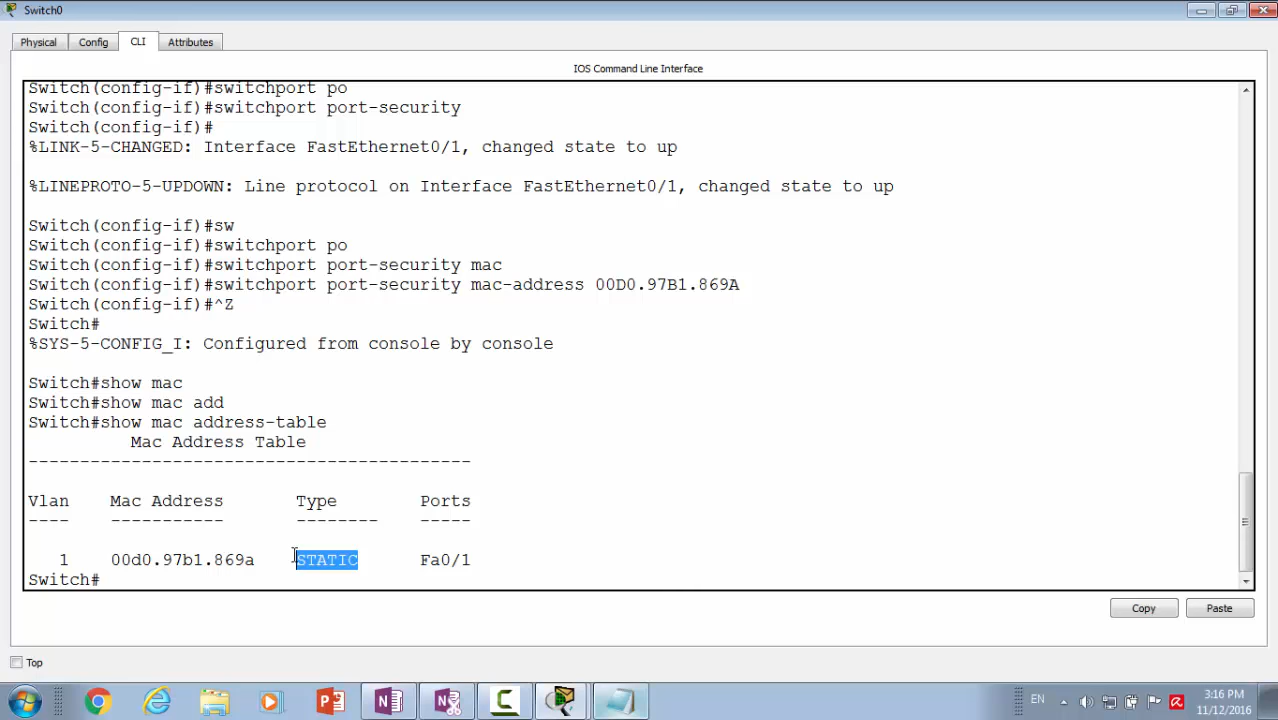 Switch0
Physical Config CLI Attributes
IOS Command Line Interface
Switch(config-if)#switchport po
Switch(config-if)#switchport port-security
Switch(config-if)#
%LINK-5-CHANGED: Interface FastEthernet0/1, changed state to up
%LINEPROTO-5-UPDOWN: Line protocol on Interface FastEthernet0/1, changed state to up
Switch(config-if)#sw
Switch(config-if)#switchport po
Switch(config-if)#switchport port-security mac
Switch(config-if)#switchport port-security mac-address 00D0.97B1.869A
Switch(config-if)#^Z
Switch#
%SYS-5-CONFIG_I: Configured from console by console
Switch#show mac
Switch#show mac add
Switch#show mac address-table
Mac Address Table
-------------------------------------------
Vlan Mac Address Type Ports
---- ----------- -------- -----
1 00d0.97b1.869a STATIC Fa0/1
Switch#
Copy Paste
Top
EN 3:16 PM
11/12/2016